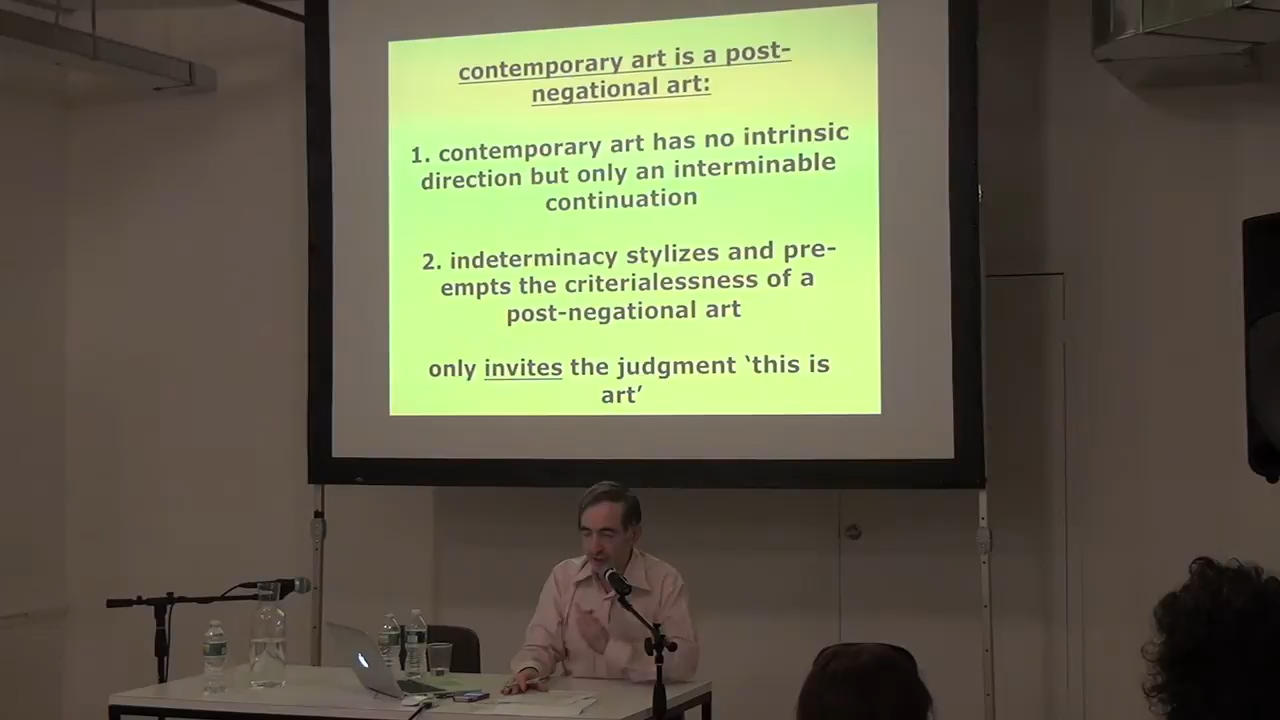 contemporary art is a post-
negational art:
1. contemporary art has no intrinsic
direction but only an interminable
continuation
2. indeterminacy stylizes and pre-
empts the criterialessness of a
post-negational art
only invites the judgment ‘this is
art’